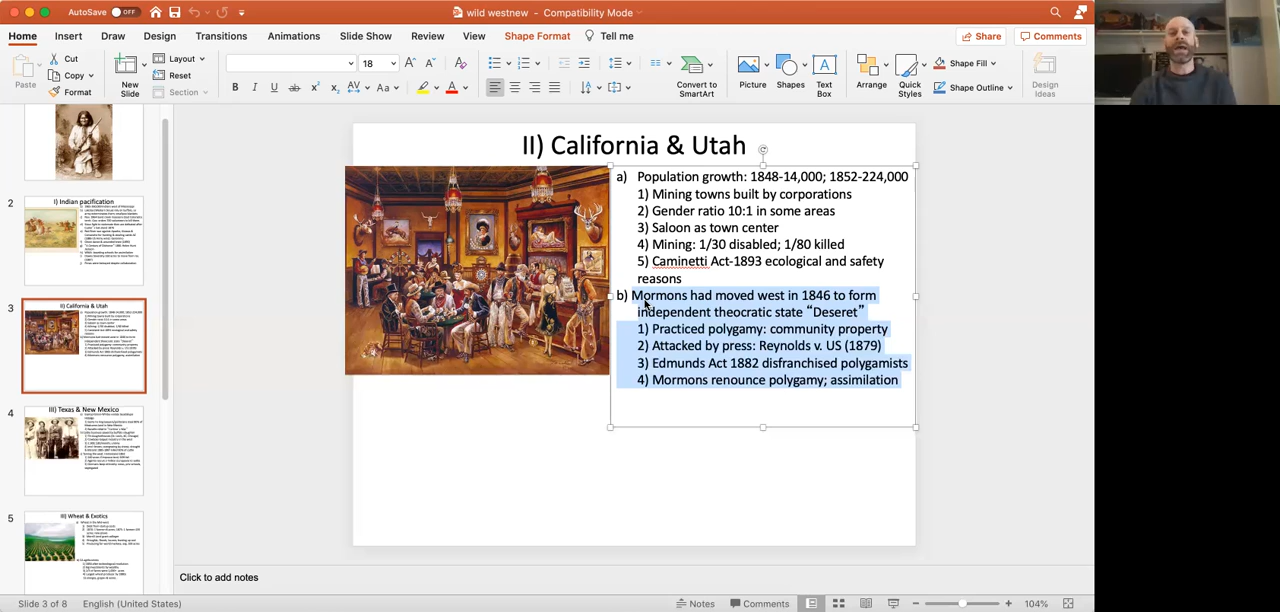 AutoSave OFF
wild westnew - Compatibility Mode
Home Insert Draw Design Transitions Animations Slide Show Review View Shape Format Tell me Share Comments
Paste Cut Copy Format
New Slide Layout Reset Section
18
Convert to SmartArt
Picture Shapes Text Box
Arrange Quick Styles Shape Fill Shape Outline
Design Ideas
2
I) Indian pacification
3
II) California & Utah
4
III) Texas & New Mexico
5
III) Wheat & Exotics
II) California & Utah
a) Population growth: 1848-14,000; 1852-224,000
1) Mining towns built by corporations
2) Gender ratio 10:1 in some areas
3) Saloon as town center
4) Mining: 1/30 disabled; 1/80 killed
5) Caminetti Act-1893 ecological and safety
reasons
b) Mormons had moved west in 1846 to form
independent theocratic state “Deseret”
1) Practiced polygamy: community property
2) Attacked by press: Reynolds v. US (1879)
3) Edmunds Act 1882 disfranchised polygamists
4) Mormons renounce polygamy; assimilation
Click to add notes
Slide 3 of 8 English (United States) Notes Comments 104%